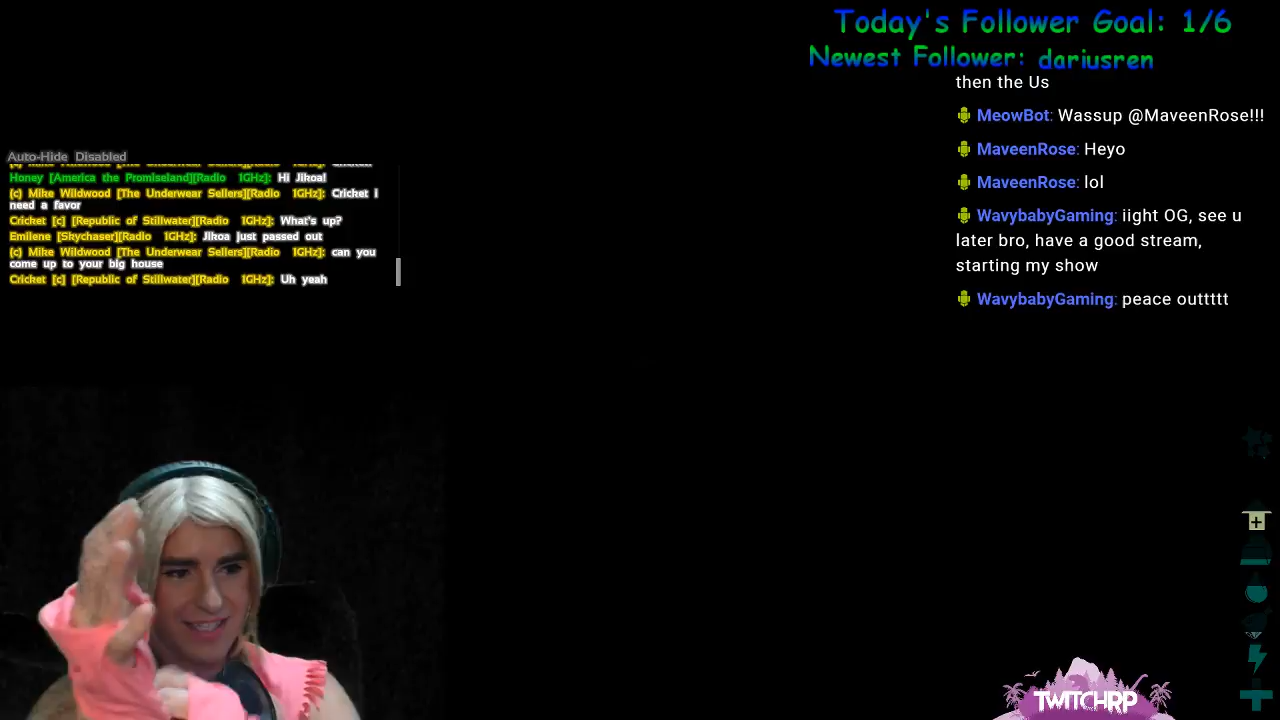 Today's Follower Goal: 1/6
Newest Follower: dariusren
then the Us
MeowBot: Wassup @MaveenRose!!!
MaveenRose: Heyo
MaveenRose: lol
WavybabyGaming: iight OG, see u
later bro, have a good stream,
starting my show
WavybabyGaming: peace outtttt
Auto-Hide Disabled
Honey [America the Promiseland][Radio 1GHz]: Hi Jikoa!
(c) Mike Wildwood [The Underwear Sellers][Radio 1GHz]: Cricket i
need a favor
Cricket [c] [Republic of Stillwater][Radio 1GHz]: What's up?
Emilene [Skychaser][Radio 1GHz]: Jikoa just passed out
(c) Mike Wildwood [The Underwear Sellers][Radio 1GHz]: can you
come up to your big house
Cricket [c] [Republic of Stillwater][Radio 1GHz]: Uh yeah
TWITCHRP